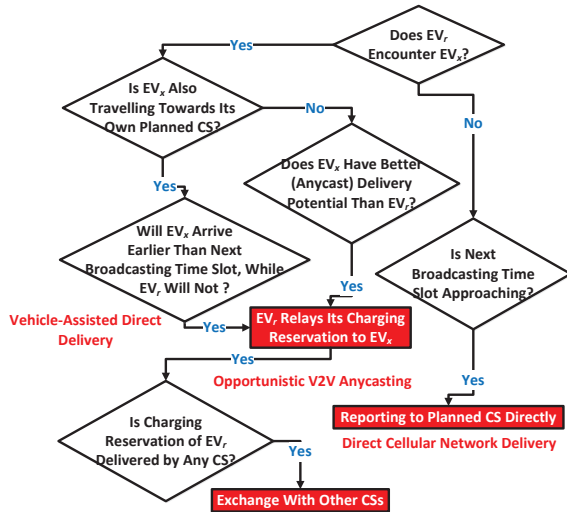 Does EVr
Encounter EVx?
Yes
Is EVx Also
Travelling Towards Its
Own Planned CS?
No
No
Does EVx Have Better
(Anycast) Delivery
Potential Than EVr?
Yes
Will EVx Arrive
Earlier Than Next
Broadcasting Time Slot, While
EVr Will Not ?
Is Next
Broadcasting Time
Slot Approaching?
Yes
Vehicle-Assisted Direct
Delivery
Yes
EVr Relays Its Charging
Reservation to EVx
Yes
Opportunistic V2V Anycasting
Yes
Reporting to Planned CS Directly
Direct Cellular Network Delivery
Is Charging
Reservation of EVr
Delivered by Any CS?
Yes
Exchange With Other CSs